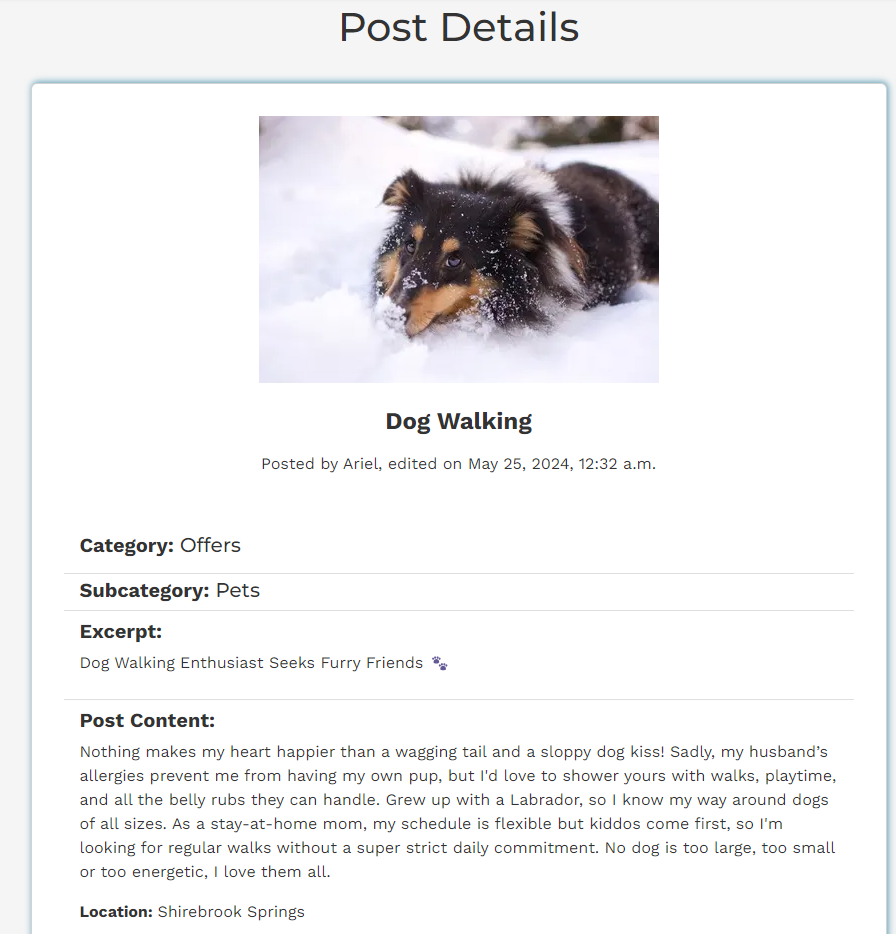 Post Details
Dog Walking
Posted by Ariel, edited on May 25, 2024, 12:32 a.m.
Category: Offers
Subcategory: Pets
Excerpt:
Dog Walking Enthusiast Seeks Furry Friends 🐾
Post Content:
Nothing makes my heart happier than a wagging tail and a sloppy dog kiss! Sadly, my husband’s
allergies prevent me from having my own pup, but I'd love to shower yours with walks, playtime,
and all the belly rubs they can handle. Grew up with a Labrador, so I know my way around dogs
of all sizes. As a stay-at-home mom, my schedule is flexible but kiddos come first, so I'm
looking for regular walks without a super strict daily commitment. No dog is too large, too small
or too energetic, I love them all.
Location: Shirebrook Springs